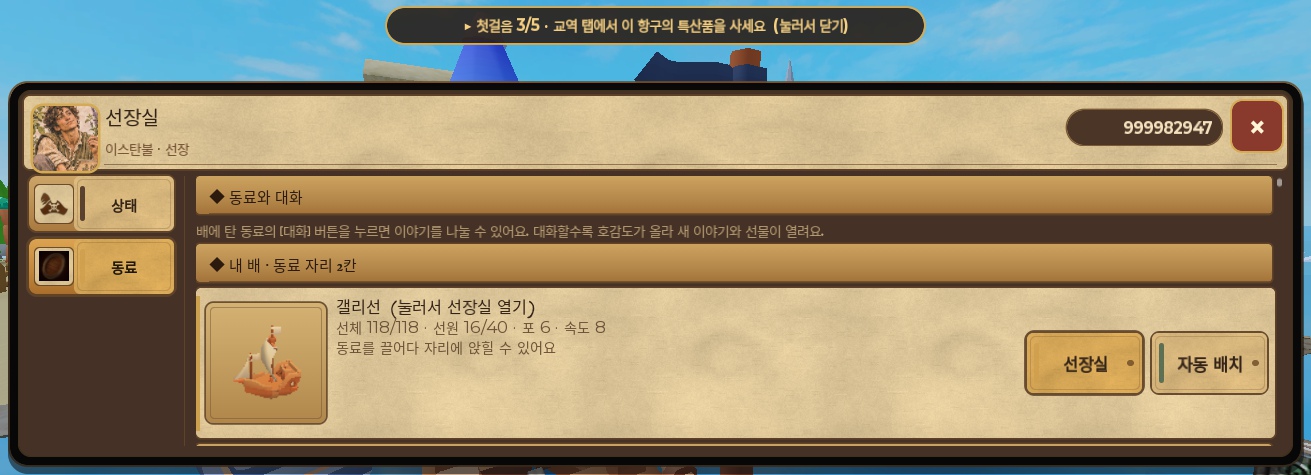 ▸ 첫걸음 3/5 · 교역 탭에서 이 항구의 특산품을 사세요 (눌러서 닫기)
선장실
이스탄불 · 선장
999982947
×
상태
동료
◆ 동료와 대화
배에 탄 동료의 [대화] 버튼을 누르면 이야기를 나눌 수 있어요. 대화할수록 호감도가 올라 새 이야기와 선물이 열려요.
◆ 내 배 · 동료 자리 2칸
갤리선 (눌러서 선장실 열기)
선체 118/118 · 선원 16/40 · 포 6 · 속도 8
동료를 끌어다 자리에 앉힐 수 있어요
선장실
자동 배치